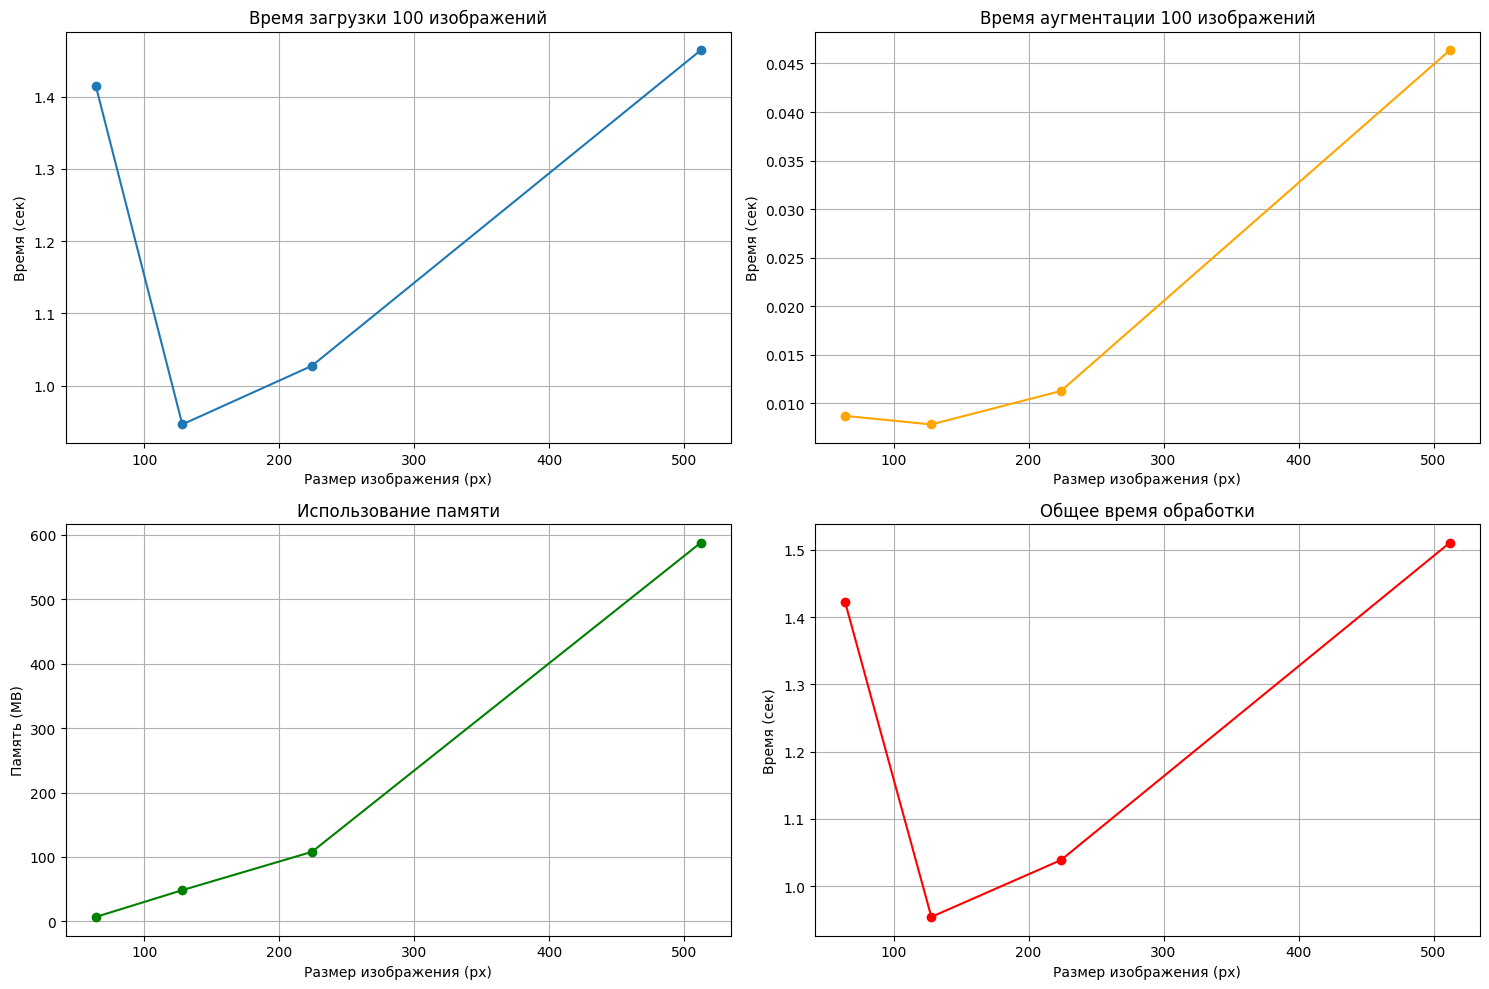 Время загрузки 100 изображений
Время (сек)
1.4
1.3
1.2
1.1
1.0
100 200 300 400 500
Размер изображения (px)
Время аугментации 100 изображений
Время (сек)
0.045
0.040
0.035
0.030
0.025
0.020
0.015
0.010
100 200 300 400 500
Размер изображения (px)
Использование памяти
Память (MB)
600
500
400
300
200
100
0
100 200 300 400 500
Размер изображения (px)
Общее время обработки
Время (сек)
1.5
1.4
1.3
1.2
1.1
1.0
100 200 300 400 500
Размер изображения (px)